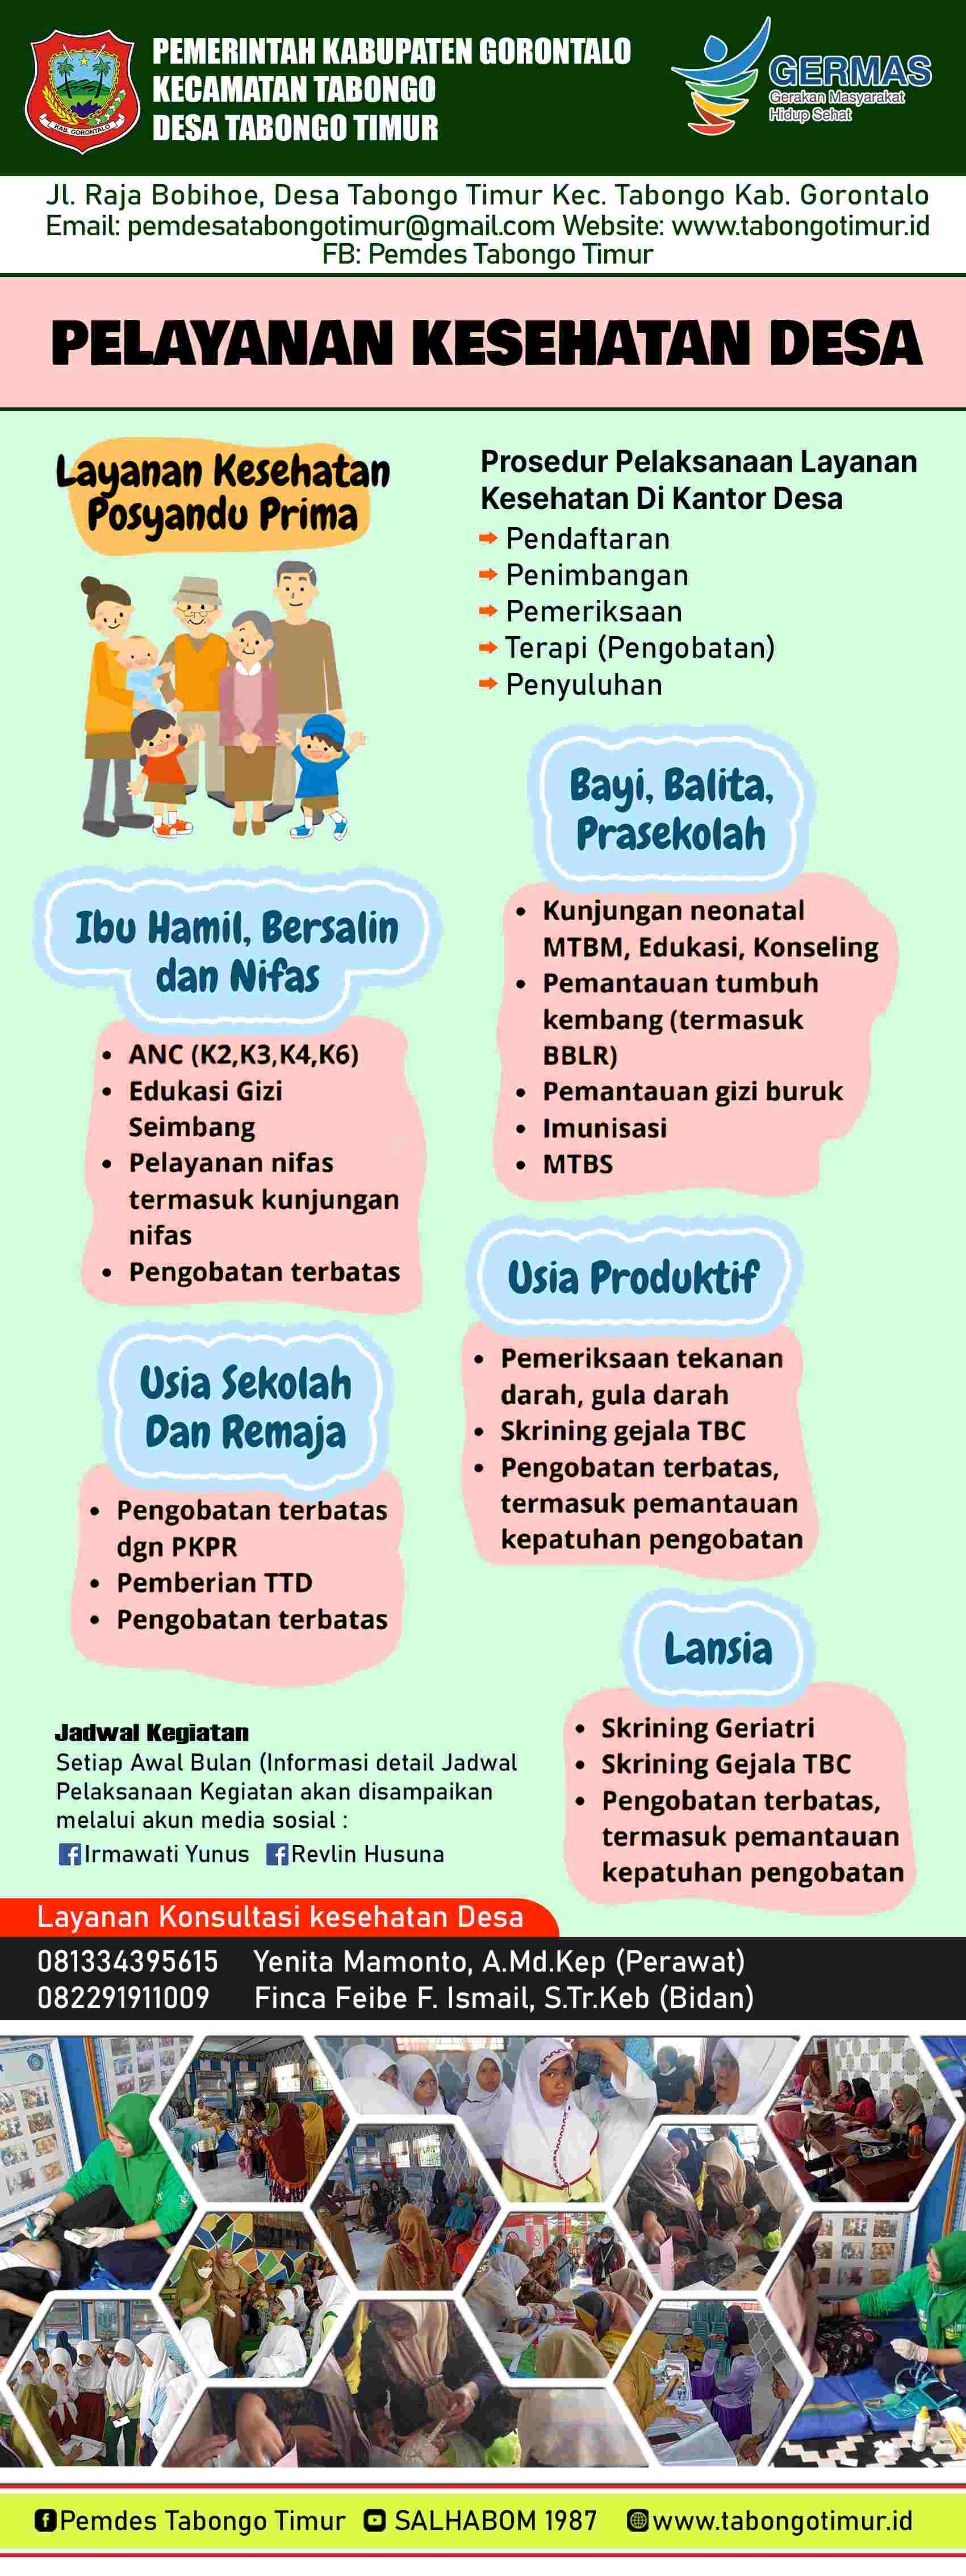 PEMERINTAH KABUPATEN GORONTALO
KECAMATAN TABONGO
DESA TABONGO TIMUR
KAB. GORONTALO
GERMAS
Gerakan Masyarakat
Hidup Sehat
Jl. Raja Bobihoe, Desa Tabongo Timur Kec. Tabongo Kab. Gorontalo
Email: pemdesatabongotimur@gmail.com Website: www.tabongotimur.id
FB: Pemdes Tabongo Timur
PELAYANAN KESEHATAN DESA
Layanan Kesehatan
Posyandu Prima
Prosedur Pelaksanaan Layanan
Kesehatan Di Kantor Desa
Pendaftaran
Penimbangan
Pemeriksaan
Terapi (Pengobatan)
Penyuluhan
Bayi, Balita,
Prasekolah
• Kunjungan neonatal
MTBM, Edukasi, Konseling
• Pemantauan tumbuh
kembang (termasuk
BBLR)
• Pemantauan gizi buruk
• Imunisasi
• MTBS
Ibu Hamil, Bersalin
dan Nifas
• ANC (K2,K3,K4,K6)
• Edukasi Gizi
Seimbang
• Pelayanan nifas
termasuk kunjungan
nifas
• Pengobatan terbatas
Usia Produktif
• Pemeriksaan tekanan
darah, gula darah
• Skrining gejala TBC
• Pengobatan terbatas,
termasuk pemantauan
kepatuhan pengobatan
Usia Sekolah
Dan Remaja
• Pengobatan terbatas
dgn PKPR
• Pemberian TTD
• Pengobatan terbatas
Lansia
• Skrining Geriatri
• Skrining Gejala TBC
• Pengobatan terbatas,
termasuk pemantauan
kepatuhan pengobatan
Jadwal Kegiatan
Setiap Awal Bulan (Informasi detail Jadwal
Pelaksanaan Kegiatan akan disampaikan
melalui akun media sosial :
Irmawati Yunus Revlin Husuna
Layanan Konsultasi kesehatan Desa
081334395615 Yenita Mamonto, A.Md.Kep (Perawat)
082291911009 Finca Feibe F. Ismail, S.Tr.Keb (Bidan)
Pemdes Tabongo Timur SALHABOM 1987 www.tabongotimur.id